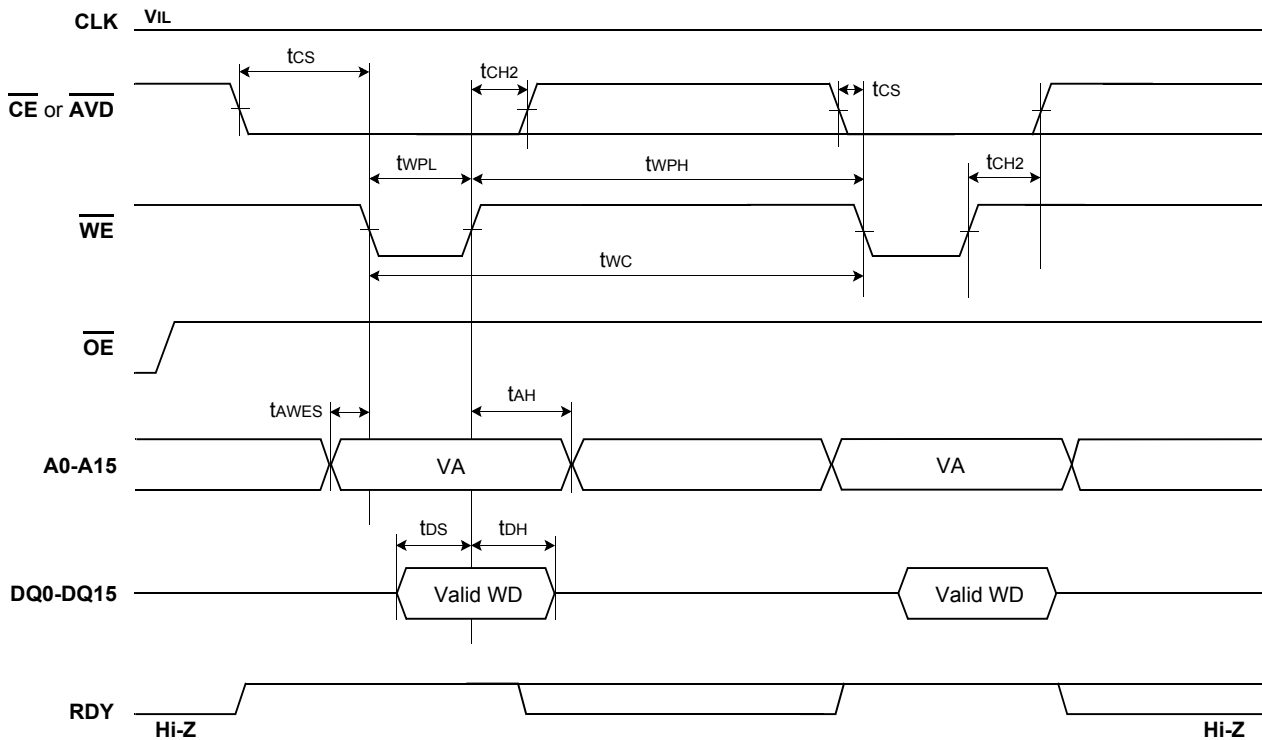 CLK VIL
tCS tCH2 tCS
CE or AVD
tWPL tWPH tCH2
WE
tWC
OE
tAWES tAH
A0-A15 VA VA
tDS tDH
DQ0-DQ15 Valid WD Valid WD
RDY
Hi-Z Hi-Z